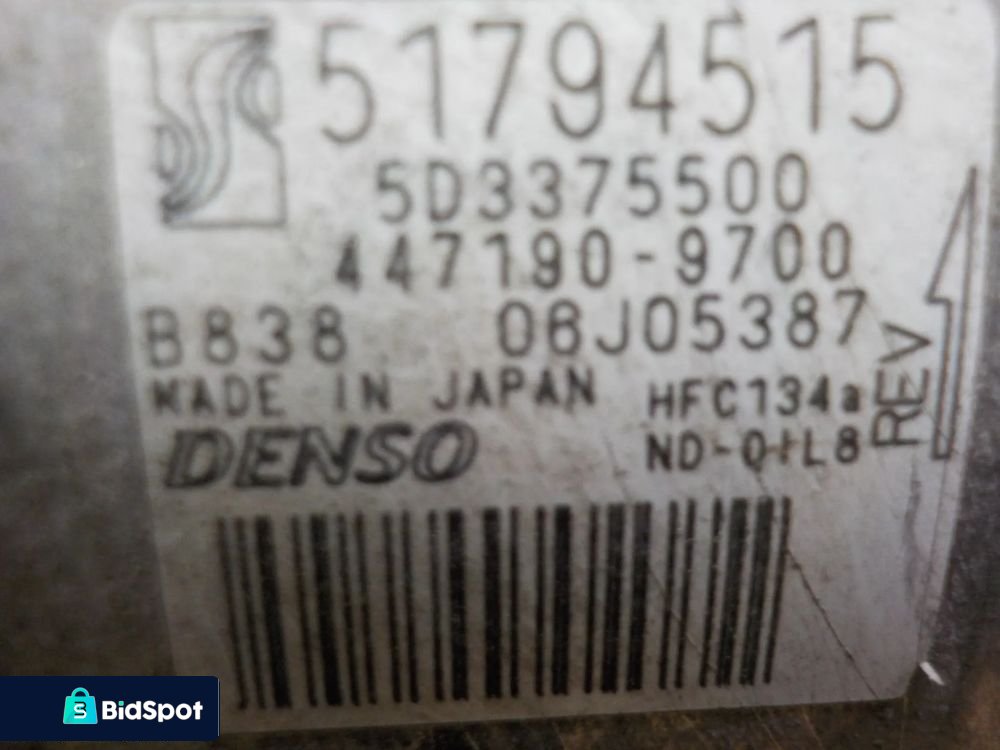 51794515
5D3375500
447190-9700
B838 06J05387
MADE IN JAPAN HFC134a
DENSO ND-OIL8
REV
BidSpot